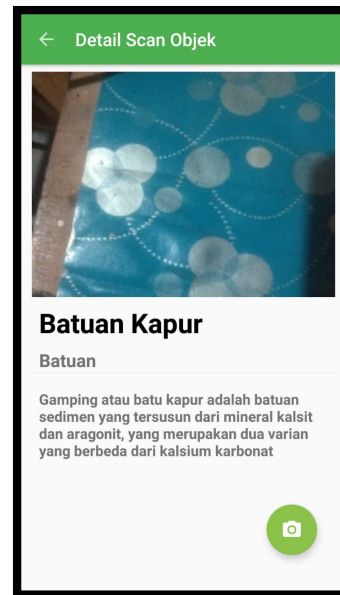 Detail Scan Objek
Batuan Kapur
Batuan
Gamping atau batu kapur adalah batuan
sedimen yang tersusun dari mineral kalsit
dan aragonit, yang merupakan dua varian
yang berbeda dari kalsium karbonat